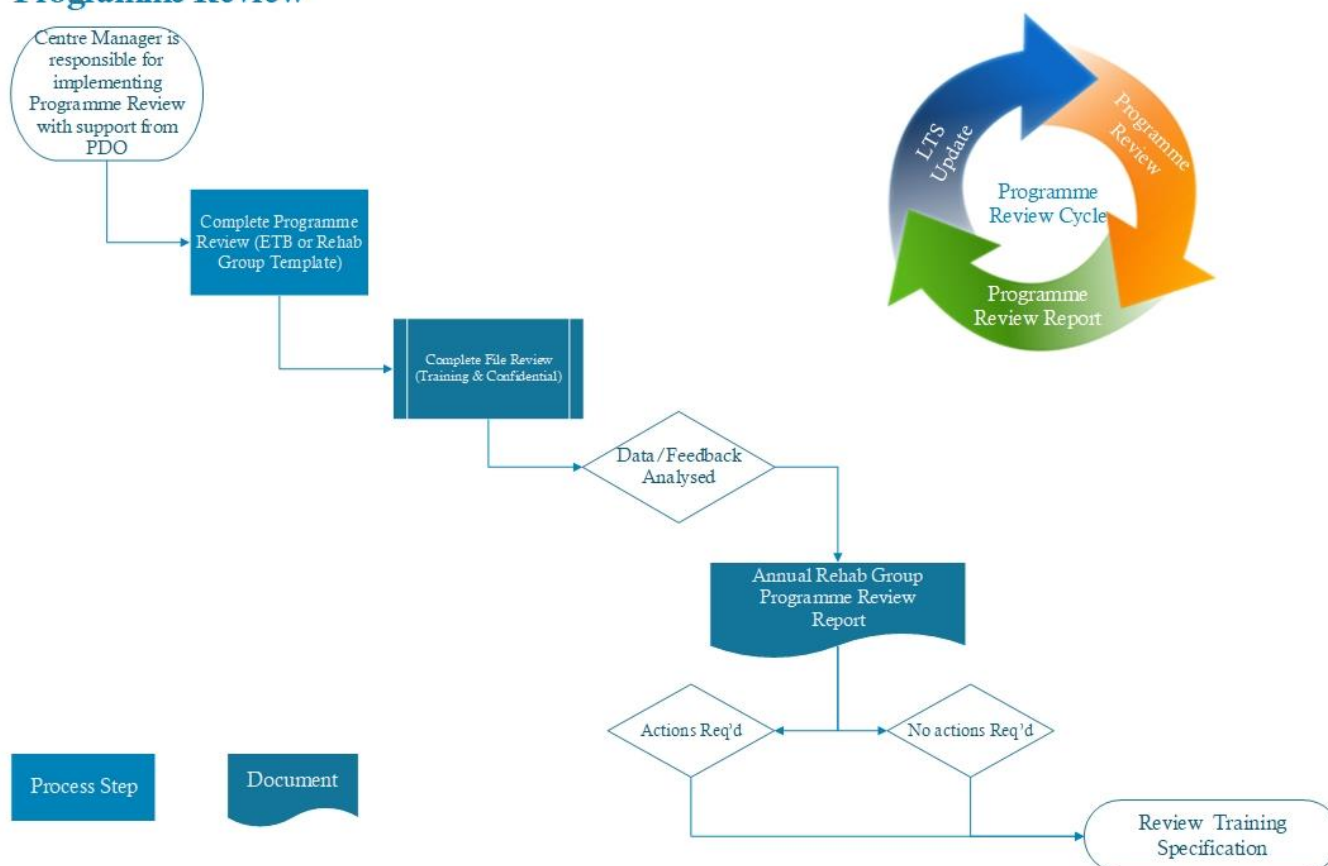 Programme Review
Centre Manager is
responsible for
implementing
Programme Review
with support from
PDO
Complete Programme
Review (ETB or Rehab
Group Template)
Complete File Review
(Training & Confidential)
Data/Feedback
Analysed
Annual Rehab Group
Programme Review
Report
Actions Req'd
No actions Req'd
Review Training
Specification
Process Step
Document
LTS
Update
Programme
Review
Programme
Review Cycle
Programme
Review Report